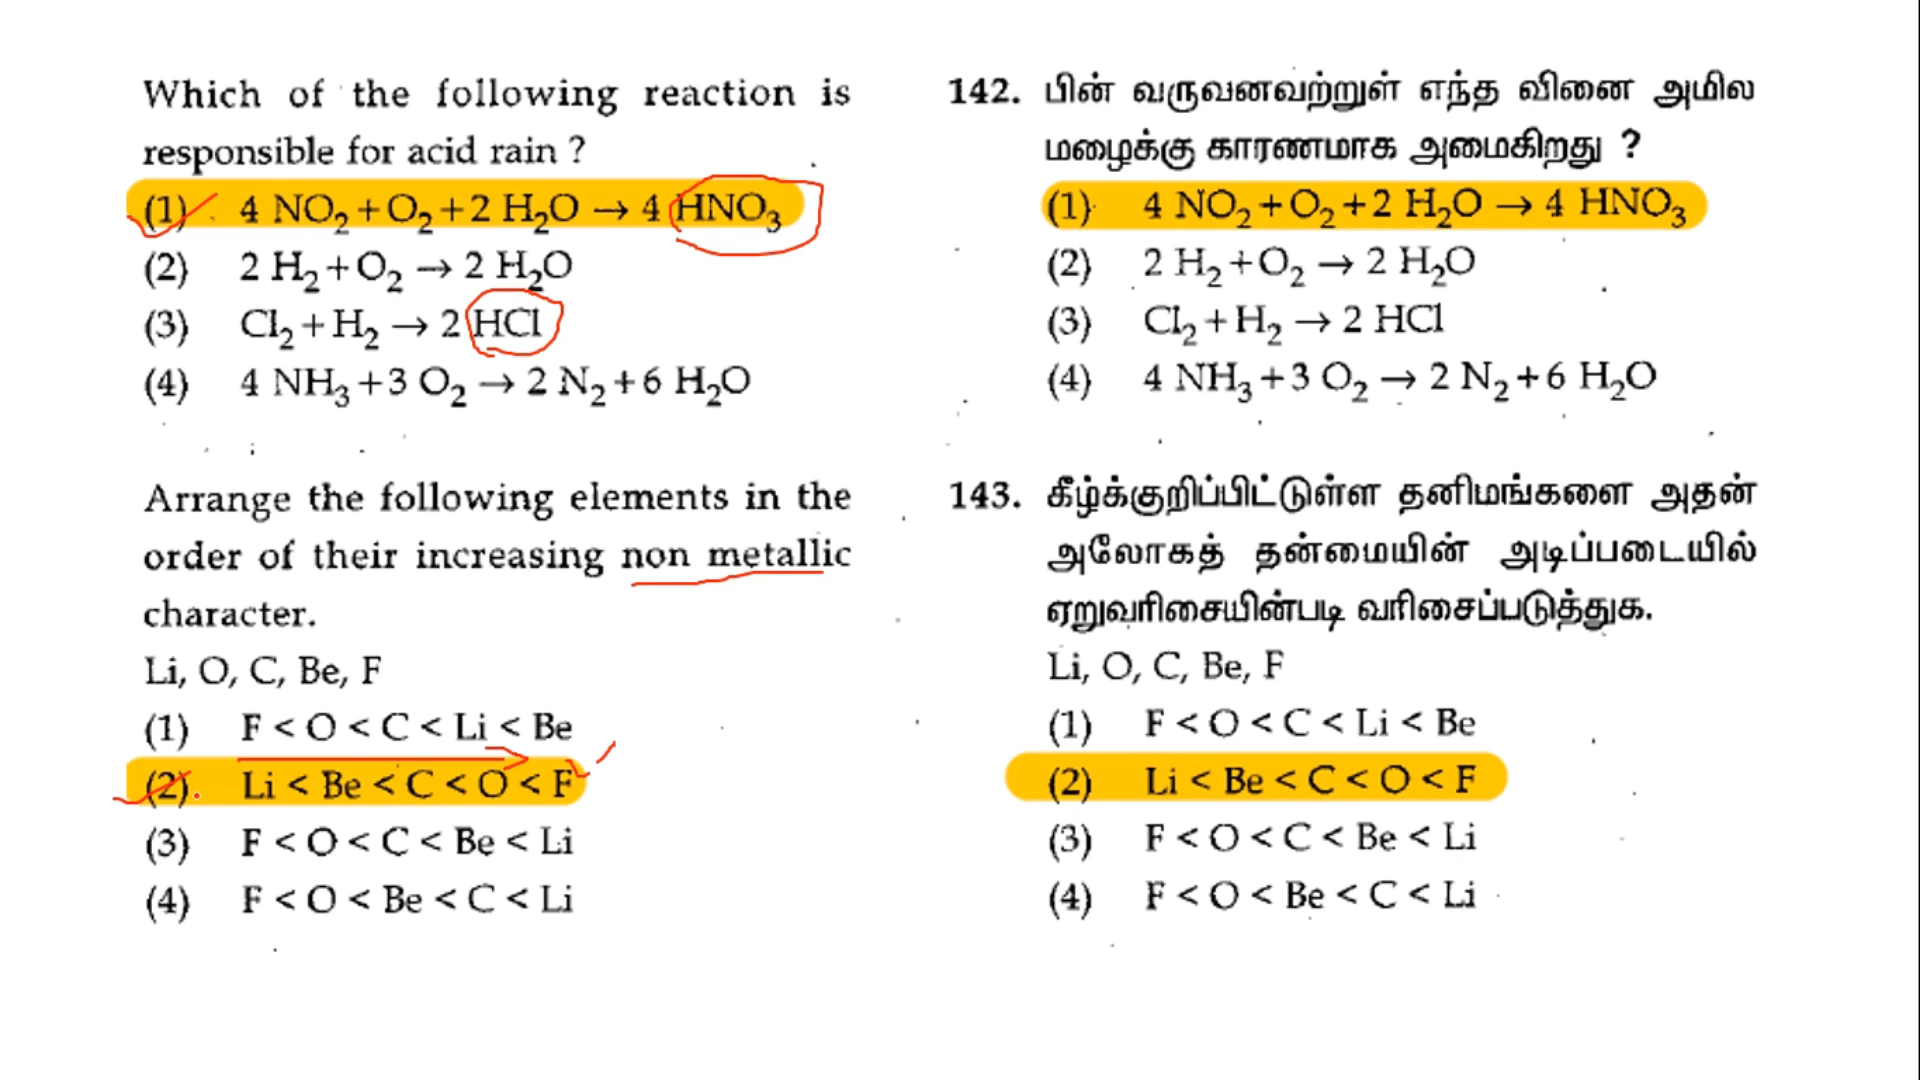 Which of the following reaction is
responsible for acid rain ?
(1) 4 NO₂ + O₂ + 2 H₂O → 4 HNO₃
(2) 2 H₂ + O₂ → 2 H₂O
(3) Cl₂ + H₂ → 2 HCl
(4) 4 NH₃ + 3 O₂ → 2 N₂ + 6 H₂O
Arrange the following elements in the
order of their increasing non metallic
character.
Li, O, C, Be, F
(1) F < O < C < Li < Be
(2). Li < Be < C < O < F
(3) F < O < C < Be < Li
(4) F < O < Be < C < Li
142. பின் வருவனவற்றுள் எந்த வினை அமில
மழைக்கு காரணமாக அமைகிறது ?
(1) 4 NO₂ + O₂ + 2 H₂O → 4 HNO₃
(2) 2 H₂ + O₂ → 2 H₂O
(3) Cl₂ + H₂ → 2 HCl
(4) 4 NH₃ + 3 O₂ → 2 N₂ + 6 H₂O
143. கீழ்க்குறிப்பிட்டுள்ள தனிமங்களை அதன்
அலோகத் தன்மையின் அடிப்படையில்
ஏறுவரிசையின்படி வரிசைப்படுத்துக.
Li, O, C, Be, F
(1) F < O < C < Li < Be
(2) Li < Be < C < O < F
(3) F < O < C < Be < Li
(4) F < O < Be < C < Li